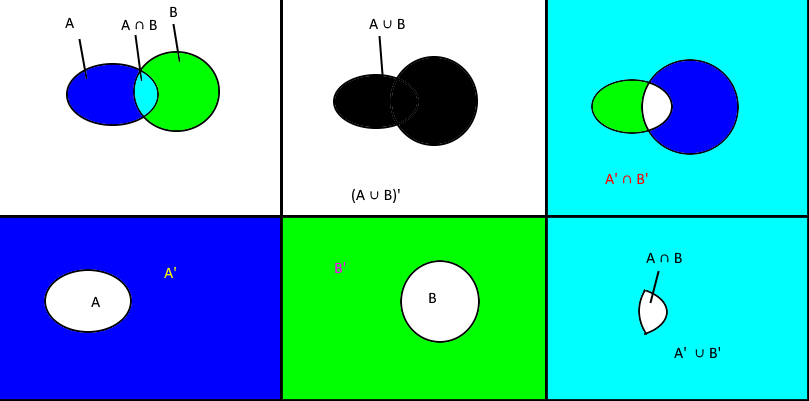 A
A ∩ B
B
A ∪ B
(A ∪ B)'
A' ∩ B'
A
A'
B'
B
A ∩ B
A' ∪ B'